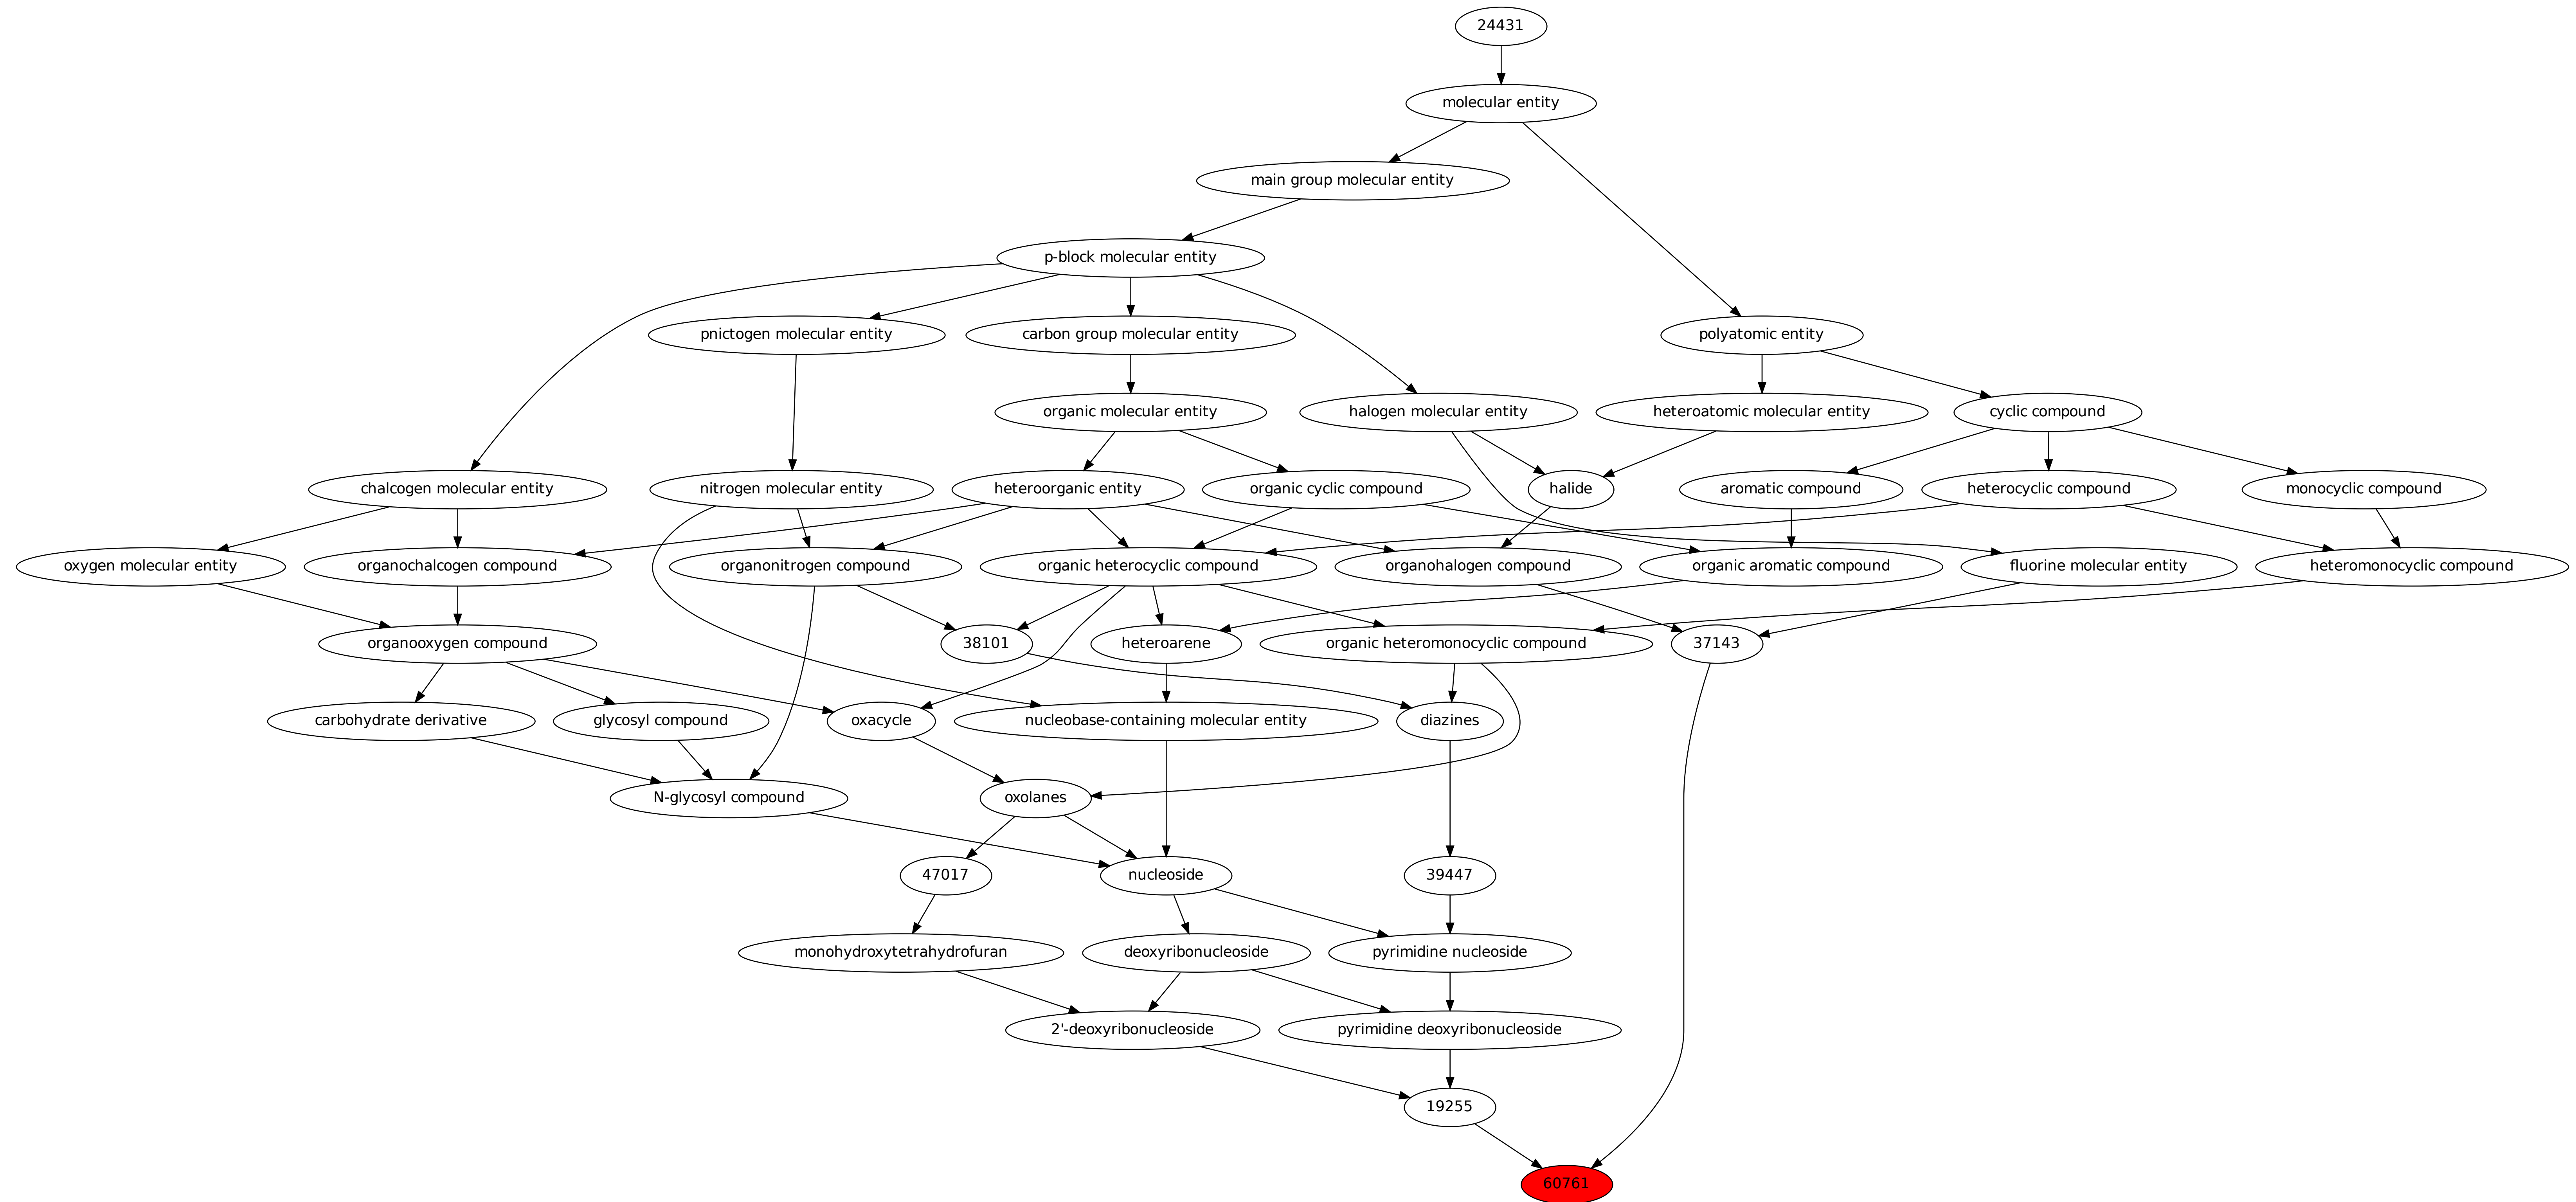 24431
molecular entity
main group molecular entity
p-block molecular entity
pnictogen molecular entity
carbon group molecular entity
polyatomic entity
organic molecular entity
halogen molecular entity
heteroatomic molecular entity
cyclic compound
chalcogen molecular entity
nitrogen molecular entity
heteroorganic entity
organic cyclic compound
halide
aromatic compound
heterocyclic compound
monocyclic compound
oxygen molecular entity
organochalcogen compound
organonitrogen compound
organic heterocyclic compound
organohalogen compound
organic aromatic compound
fluorine molecular entity
heteromonocyclic compound
organooxygen compound
38101
heteroarene
organic heteromonocyclic compound
37143
carbohydrate derivative
glycosyl compound
oxacycle
nucleobase-containing molecular entity
diazines
N-glycosyl compound
oxolanes
47017
nucleoside
39447
monohydroxytetrahydrofuran
deoxyribonucleoside
pyrimidine nucleoside
2'-deoxyribonucleoside
pyrimidine deoxyribonucleoside
19255
60761